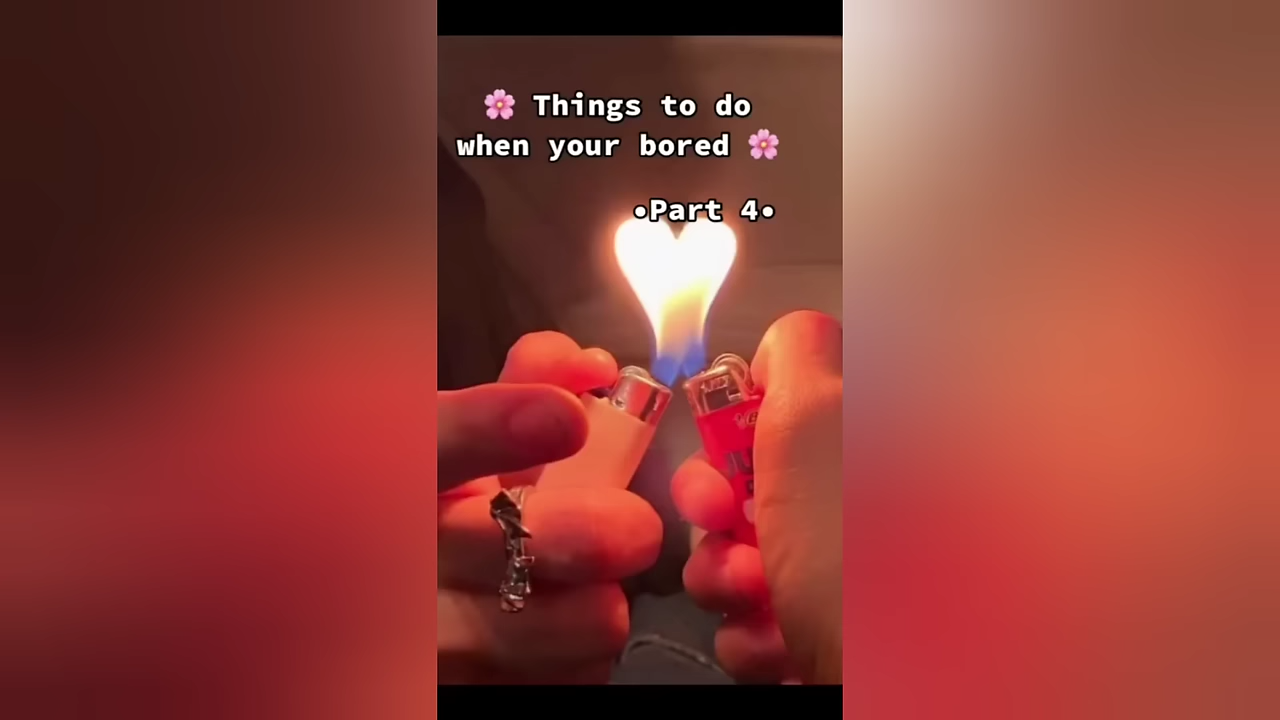 🌸 Things to do
when your bored 🌸
•Part 4•